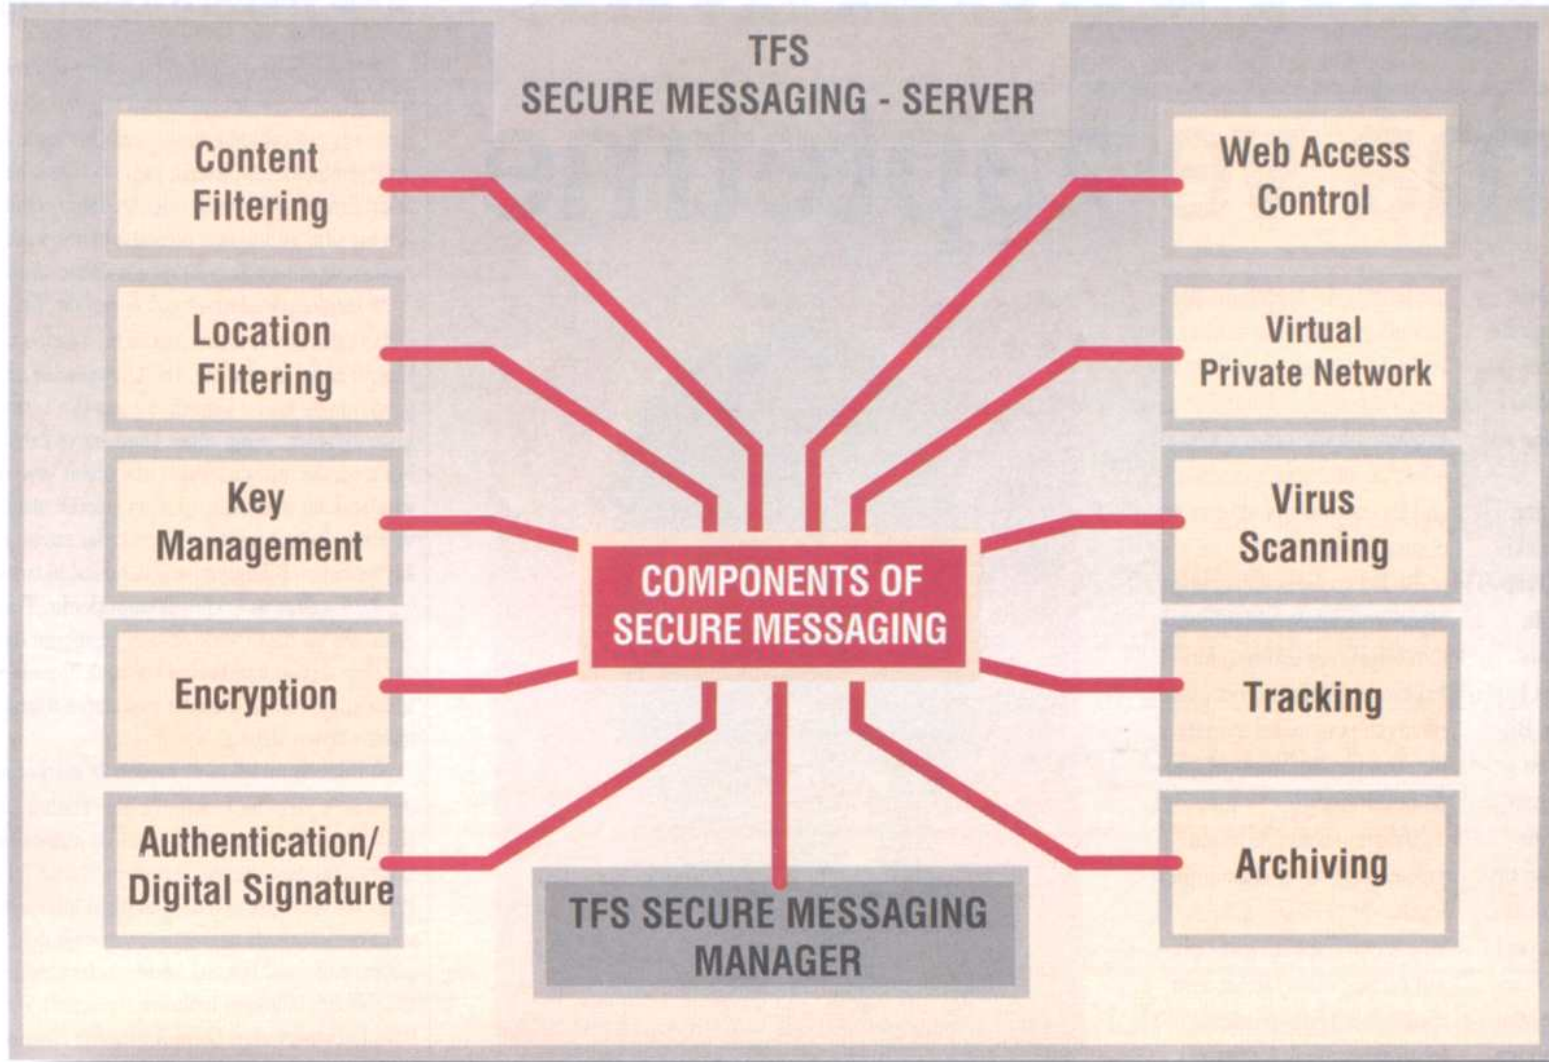 TFS
SECURE MESSAGING - SERVER
Content
Filtering
Location
Filtering
Key
Management
Encryption
Authentication/
Digital Signature
Web Access
Control
Virtual
Private Network
Virus
Scanning
Tracking
Archiving
COMPONENTS OF
SECURE MESSAGING
TFS SECURE MESSAGING
MANAGER